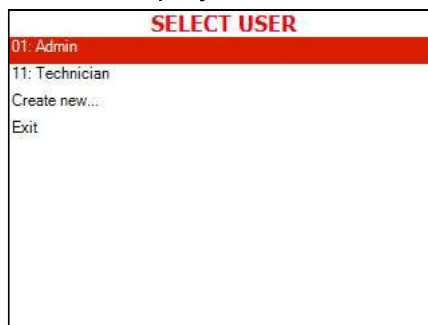 SELECT USER
01: Admin
11: Technician
Create new...
Exit